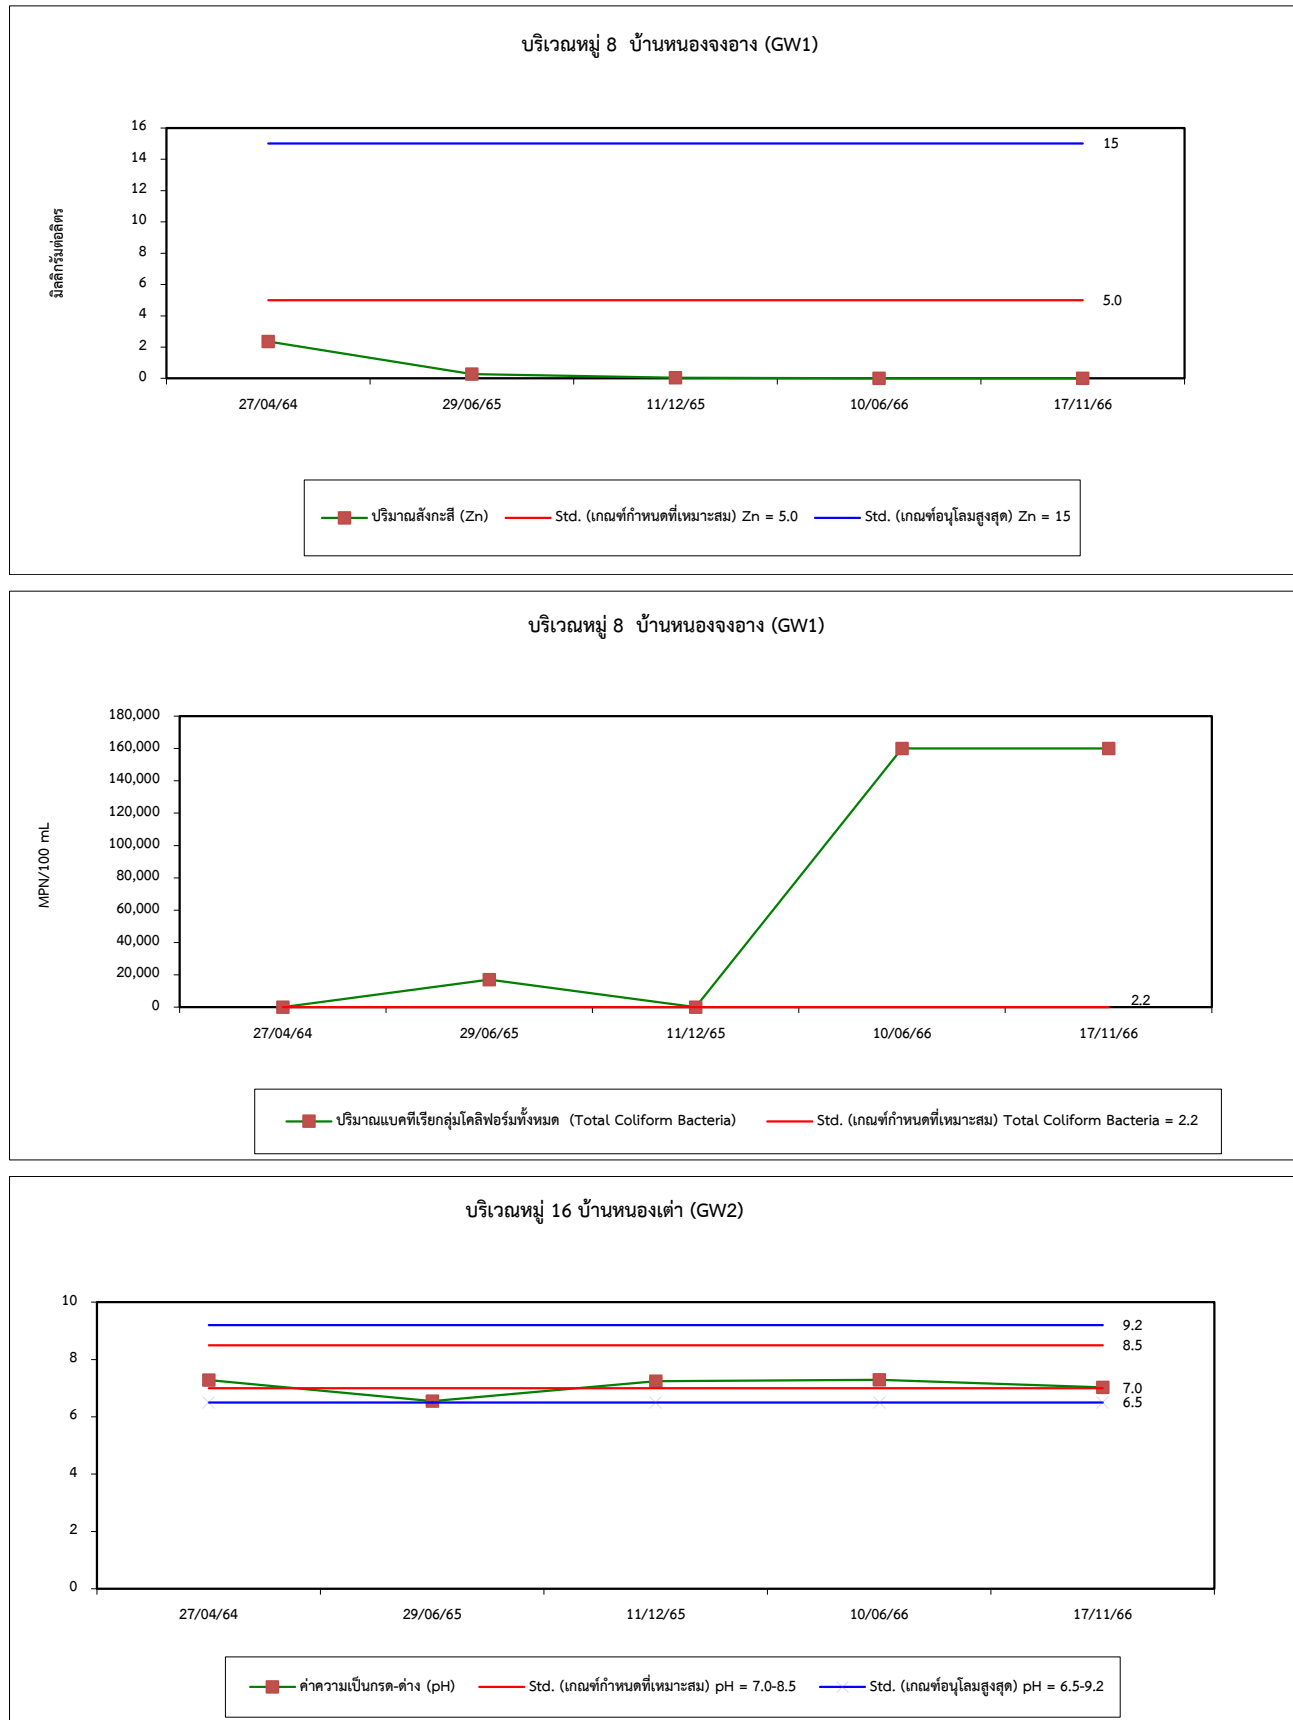 บริเวณหมู่ 8 บ้านหนองจงอาง (GW1)
16
14
12
10
8
6
4
2
0
มิลลิกรัมต่อลิตร
15
5.0
27/04/64 29/06/65 11/12/65 10/06/66 17/11/66
ปริมาณสังกะสี (Zn) Std. (เกณฑ์กำหนดที่เหมาะสม) Zn = 5.0 Std. (เกณฑ์อนุโลมสูงสุด) Zn = 15
บริเวณหมู่ 8 บ้านหนองจงอาง (GW1)
180,000
160,000
140,000
120,000
100,000
80,000
60,000
40,000
20,000
0
MPN/100 mL
2.2
27/04/64 29/06/65 11/12/65 10/06/66 17/11/66
ปริมาณแบคทีเรียกลุ่มโคลิฟอร์มทั้งหมด (Total Coliform Bacteria) Std. (เกณฑ์กำหนดที่เหมาะสม) Total Coliform Bacteria = 2.2
บริเวณหมู่ 16 บ้านหนองเต่า (GW2)
10
8
6
4
2
0
9.2
8.5
7.0
6.5
27/04/64 29/06/65 11/12/65 10/06/66 17/11/66
ค่าความเป็นกรด-ด่าง (pH) Std. (เกณฑ์กำหนดที่เหมาะสม) pH = 7.0-8.5 Std. (เกณฑ์อนุโลมสูงสุด) pH = 6.5-9.2